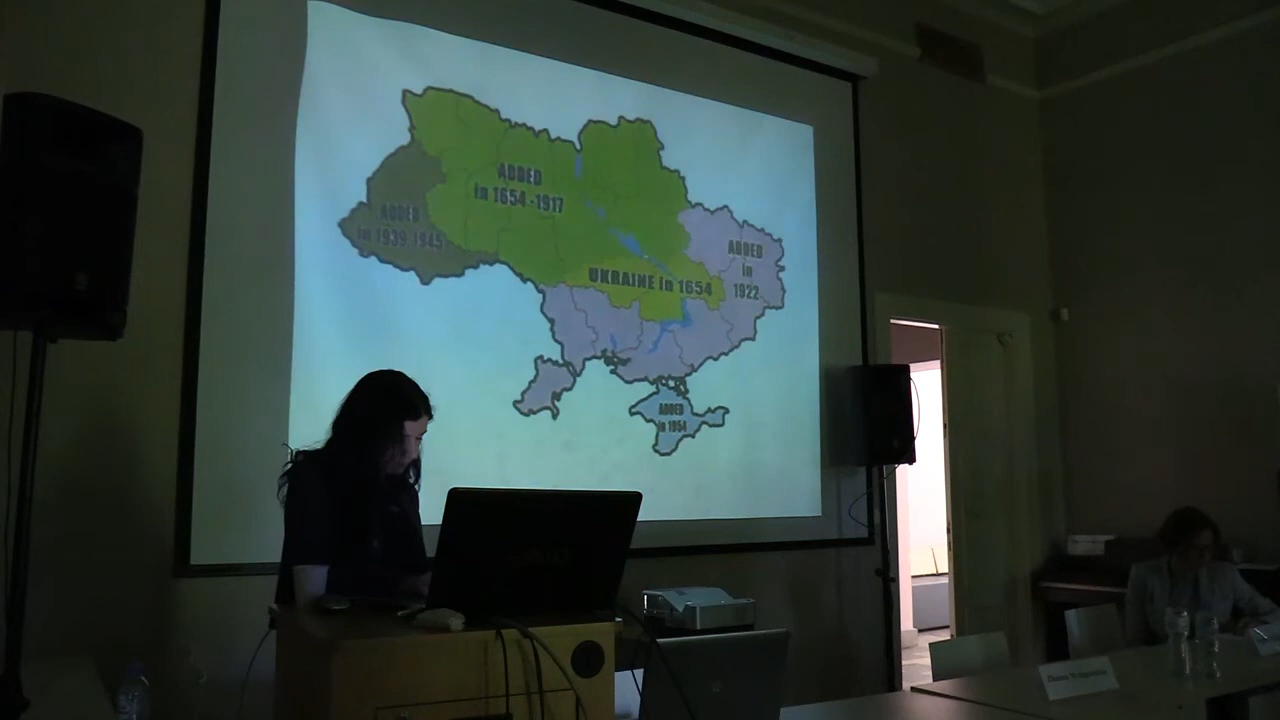 ADDED
in 1654-1917
ADDED
in 1939.1945
ADDED
in
1922
UKRAINE in 1654
ADDED
in 1954